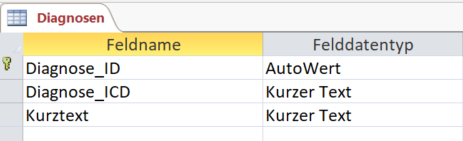 Diagnosen
Feldname Felddatentyp
Diagnose_ID AutoWert
Diagnose_ICD Kurzer Text
Kurztext Kurzer Text